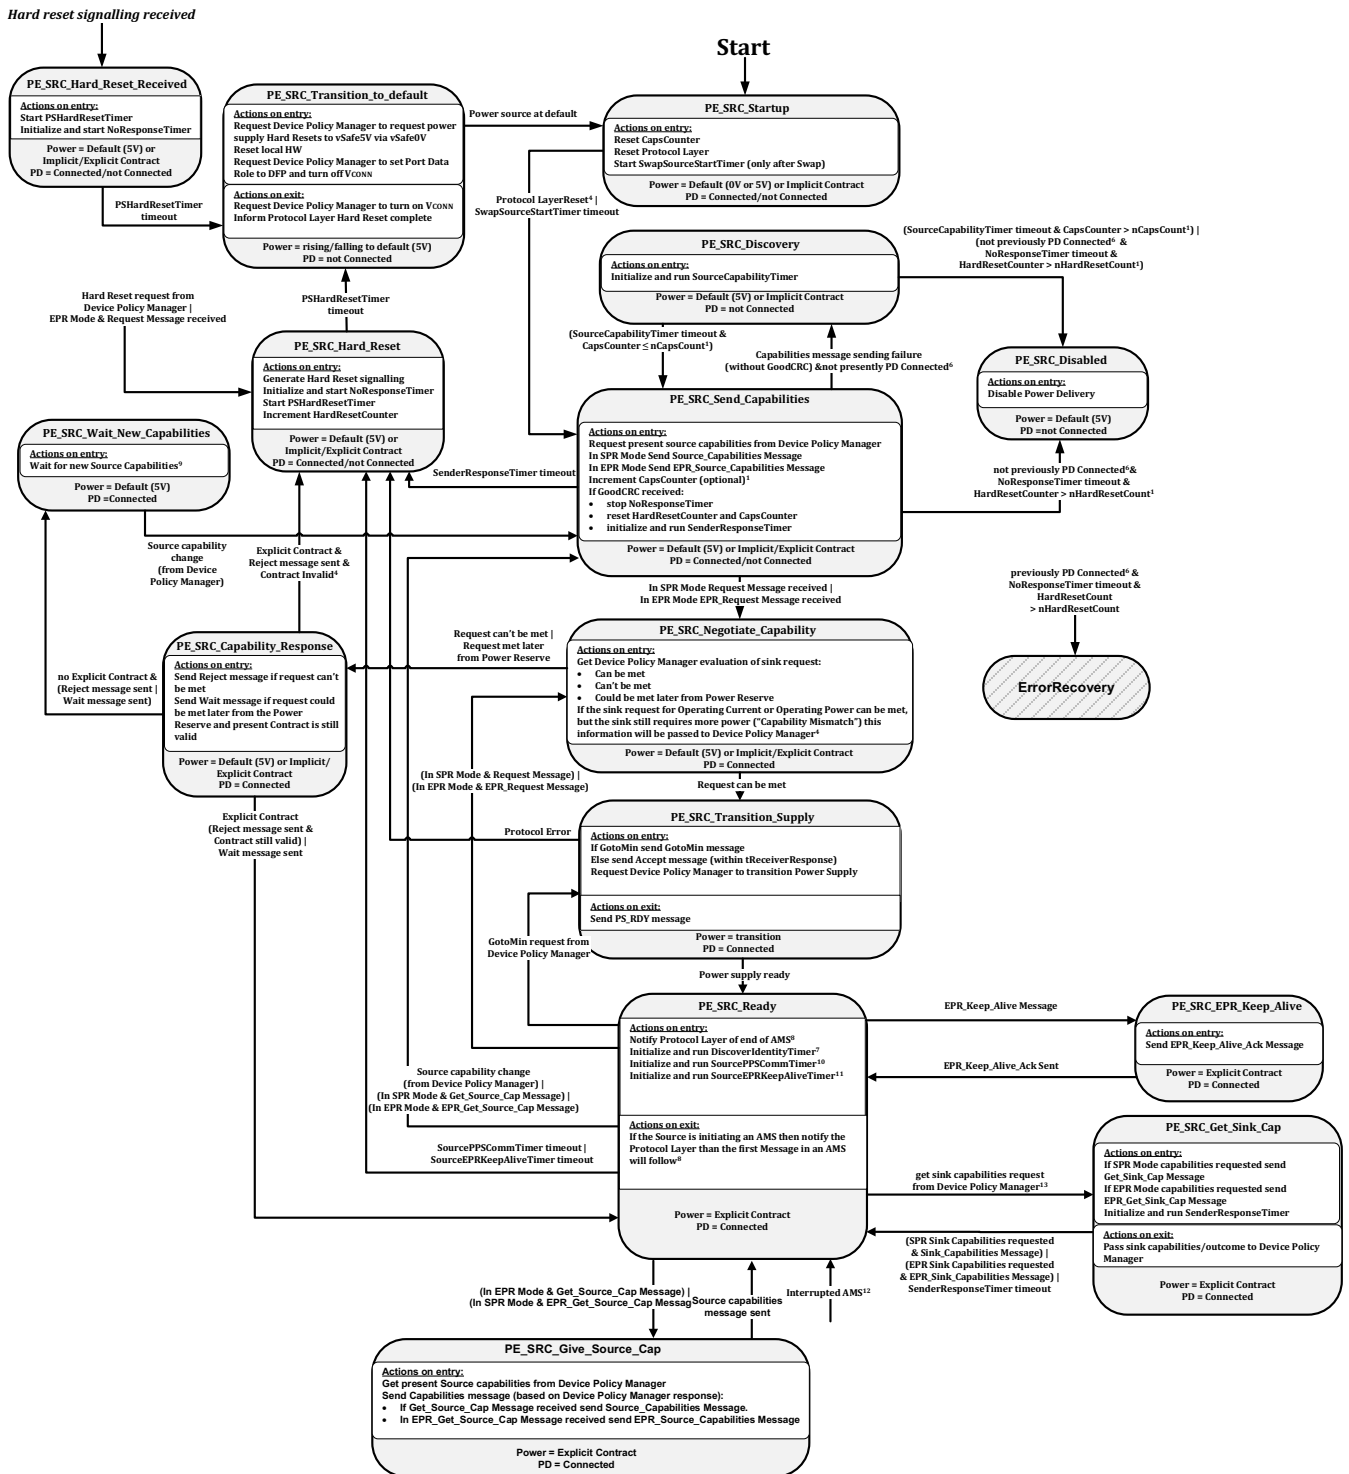 Hard reset signalling received
Start
PE_SRC_Hard_Reset_Received
Actions on entry:
Start PSHardResetTimer
Initialize and start NoResponseTimer
Power = Default (5V) or
Implicit/Explicit Contract
PD = Connected/not Connected
PSHardResetTimer
timeout
PE_SRC_Transition_to_default
Actions on entry:
Request Device Policy Manager to request power
supply Hard Resets to vSafe5V via vSafe0V
Reset local HW
Request Device Policy Manager to set Port Data
Role to DFP and turn off VCONN
Actions on exit:
Request Device Policy Manager to turn on VCONN
Inform Protocol Layer Hard Reset complete
Power = rising/falling to default (5V)
PD = not Connected
Power source at default
PE_SRC_Startup
Actions on entry:
Reset CapsCounter
Reset Protocol Layer
Start SwapSourceStartTimer (only after Swap)
Power = Default (0V or 5V) or Implicit Contract
PD = Connected/not Connected
Protocol LayerReset⁴ |
SwapSourceStartTimer timeout
PE_SRC_Discovery
Actions on entry:
Initialize and run SourceCapabilityTimer
Power = Default (5V) or Implicit Contract
PD = not Connected
(SourceCapabilityTimer timeout & CapsCounter > nCapsCount¹) |
(not previously PD Connected⁶ &
NoResponseTimer timeout &
HardResetCounter > nHardResetCount¹)
Hard Reset request from
Device Policy Manager |
EPR Mode & Request Message received
PSHardResetTimer
timeout
PE_SRC_Hard_Reset
Actions on entry:
Generate Hard Reset signalling
Initialize and start NoResponseTimer
Start PSHardResetTimer
Increment HardResetCounter
Power = Default (5V) or
Implicit/Explicit Contract
PD = Connected/not Connected
(SourceCapabilityTimer timeout &
CapsCounter ≤ nCapsCount¹)
Capabilities message sending failure
(without GoodCRC) &not presently PD Connected⁶
PE_SRC_Disabled
Actions on entry:
Disable Power Delivery
Power = Default (5V)
PD =not Connected
PE_SRC_Wait_New_Capabilities
Actions on entry:
Wait for new Source Capabilities⁹
Power = Default (5V)
PD =Connected
SenderResponseTimer timeout
PE_SRC_Send_Capabilities
Actions on entry:
Request present source capabilities from Device Policy Manager
In SPR Mode Send Source_Capabilities Message
In EPR Mode Send EPR_Source_Capabilities Message
Increment CapsCounter (optional)¹
If GoodCRC received:
• stop NoResponseTimer
• reset HardResetCounter and CapsCounter
• initialize and run SenderResponseTimer
Power = Default (5V) or Implicit/Explicit Contract
PD = Connected/not Connected
not previously PD Connected⁶&
NoResponseTimer timeout &
HardResetCounter > nHardResetCount¹
Source capability
change
(from Device
Policy Manager)
Explicit Contract &
Reject message sent &
Contract Invalid⁴
In SPR Mode Request Message received |
In EPR Mode EPR_Request Message received
previously PD Connected⁶ &
NoResponseTimer timeout &
HardResetCount
> nHardResetCount
ErrorRecovery
PE_SRC_Capability_Response
Actions on entry:
Send Reject message if request can't
be met
Send Wait message if request could
be met later from the Power
Reserve and present Contract is still
valid
Power = Default (5V) or Implicit/
Explicit Contract
PD = Connected
no Explicit Contract &
(Reject message sent |
Wait message sent)
Request can't be met |
Request met later
from Power Reserve
PE_SRC_Negotiate_Capability
Actions on entry:
Get Device Policy Manager evaluation of sink request:
• Can be met
• Can't be met
• Could be met later from Power Reserve
If the sink request for Operating Current or Operating Power can be met,
but the sink still requires more power ("Capability Mismatch") this
information will be passed to Device Policy Manager⁴
Power = Default (5V) or Implicit/Explicit Contract
PD = Connected
(In SPR Mode & Request Message) |
(In EPR Mode & EPR_Request Message)
Request can be met
Explicit Contract
(Reject message sent &
Contract still valid) |
Wait message sent
Protocol Error
PE_SRC_Transition_Supply
Actions on entry:
If GotoMin send GotoMin message
Else send Accept message (within tReceiverResponse)
Request Device Policy Manager to transition Power Supply
Actions on exit:
Send PS_RDY message
Power = transition
PD = Connected
GotoMin request from
Device Policy Manager
Power supply ready
PE_SRC_Ready
Actions on entry:
Notify Protocol Layer of end of AMS⁸
Initialize and run DiscoverIdentityTimer⁷
Initialize and run SourcePPSCommTimer¹⁰
Initialize and run SourceEPRKeepAliveTimer¹¹
Actions on exit:
If the Source is initiating an AMS then notify the
Protocol Layer than the first Message in an AMS
will follow⁸
Power = Explicit Contract
PD = Connected
EPR_Keep_Alive Message
EPR_Keep_Alive_Ack Sent
PE_SRC_EPR_Keep_Alive
Actions on entry:
Send EPR_Keep_Alive_Ack Message
Power = Explicit Contract
PD = Connected
Source capability change
(from Device Policy Manager) |
(In SPR Mode & Get_Source_Cap Message) |
(In EPR Mode & EPR_Get_Source_Cap Message)
SourcePPSCommTimer timeout |
SourceEPRKeepAliveTimer timeout
get sink capabilities request
from Device Policy Manager¹³
PE_SRC_Get_Sink_Cap
Actions on entry:
If SPR Mode capabilities requested send
Get_Sink_Cap Message
If EPR Mode capabilities requested send
EPR_Get_Sink_Cap Message
Initialize and run SenderResponseTimer
Actions on exit:
Pass sink capabilities/outcome to Device Policy
Manager
Power = Explicit Contract
PD = Connected
(SPR Sink Capabilities requested
& Sink_Capabilities Message) |
(EPR Sink Capabilities requested
& EPR_Sink_Capabilities Message) |
SenderResponseTimer timeout
(In EPR Mode & Get_Source_Cap Message) |
(In SPR Mode & EPR_Get_Source_Cap Messag
Source capabilities
message sent
Interrupted AMS¹²
PE_SRC_Give_Source_Cap
Actions on entry:
Get present Source capabilities from Device Policy Manager
Send Capabilities message (based on Device Policy Manager response):
• If Get_Source_Cap Message received send Source_Capabilities Message.
• In EPR_Get_Source_Cap Message received send EPR_Source_Capabilities Message
Power = Explicit Contract
PD = Connected